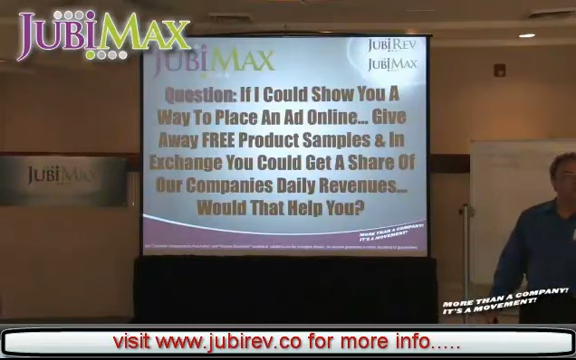 JUBIMAX
JUBIMAX
JUBIREV
JUBIMAX
Question: If I Could Show You A
Way To Place An Ad Online... Give
Away FREE Product Samples & In
Exchange You Could Get A Share Of
Our Companies Daily Revenues...
Would That Help You?
MORE THAN A COMPANY!
IT'S A MOVEMENT!
JUBIMAX
MORE THAN A COMPANY!
IT'S A MOVEMENT!
visit www.jubirev.co for more info.....